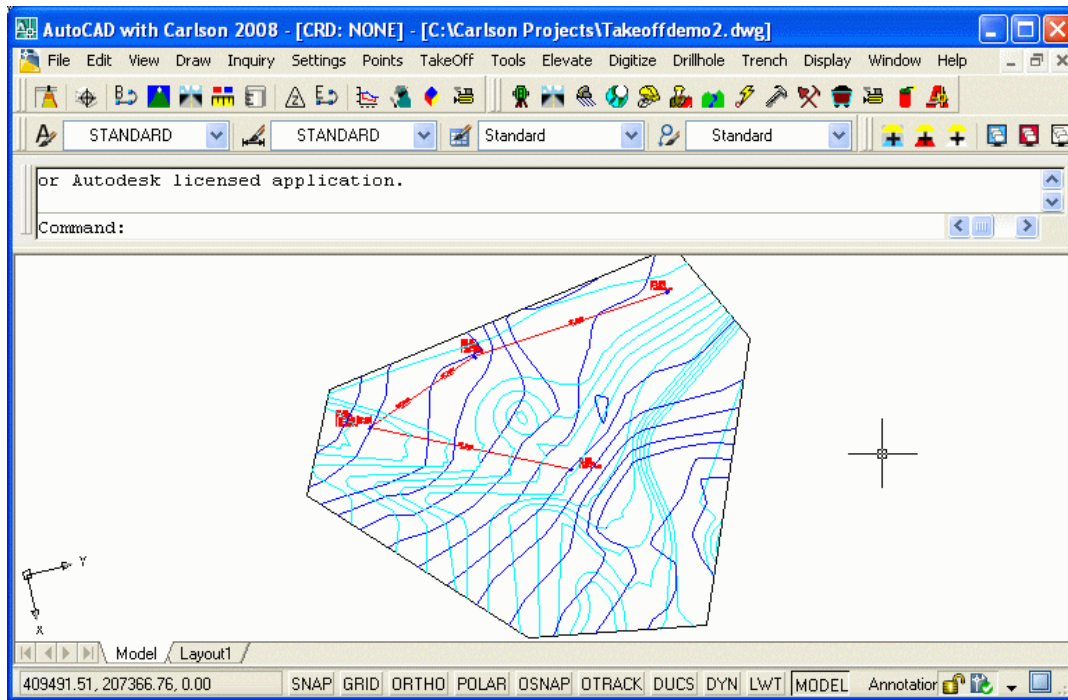 AutoCAD with Carlson 2008 - [CRD: NONE] - [C:\Carlson Projects\Takeoffdemo2.dwg]
File Edit View Draw Inquiry Settings Points TakeOff Tools Elevate Digitize Drillhole Trench Display Window Help
STANDARD STANDARD Standard Standard
or Autodesk licensed application.
Command:
Y
X
Model Layout1
409491.51, 207366.76, 0.00 SNAP GRID ORTHO POLAR OSNAP OTRACK DUCS DYN LWT MODEL Annotation